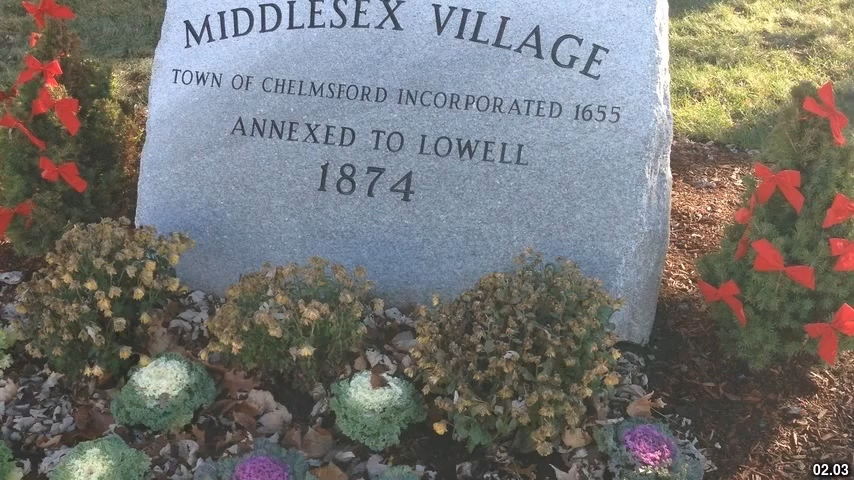 MIDDLESEX VILLAGE
TOWN OF CHELMSFORD INCORPORATED 1655
ANNEXED TO LOWELL
1874
02.03